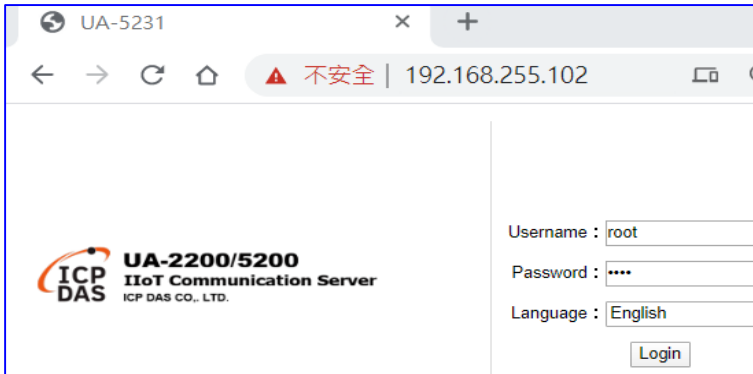 UA-5231
不安全 | 192.168.255.102
ICP DAS
UA-2200/5200
IIoT Communication Server
ICP DAS CO,. LTD.
Username : root
Password : ••••
Language : English
Login